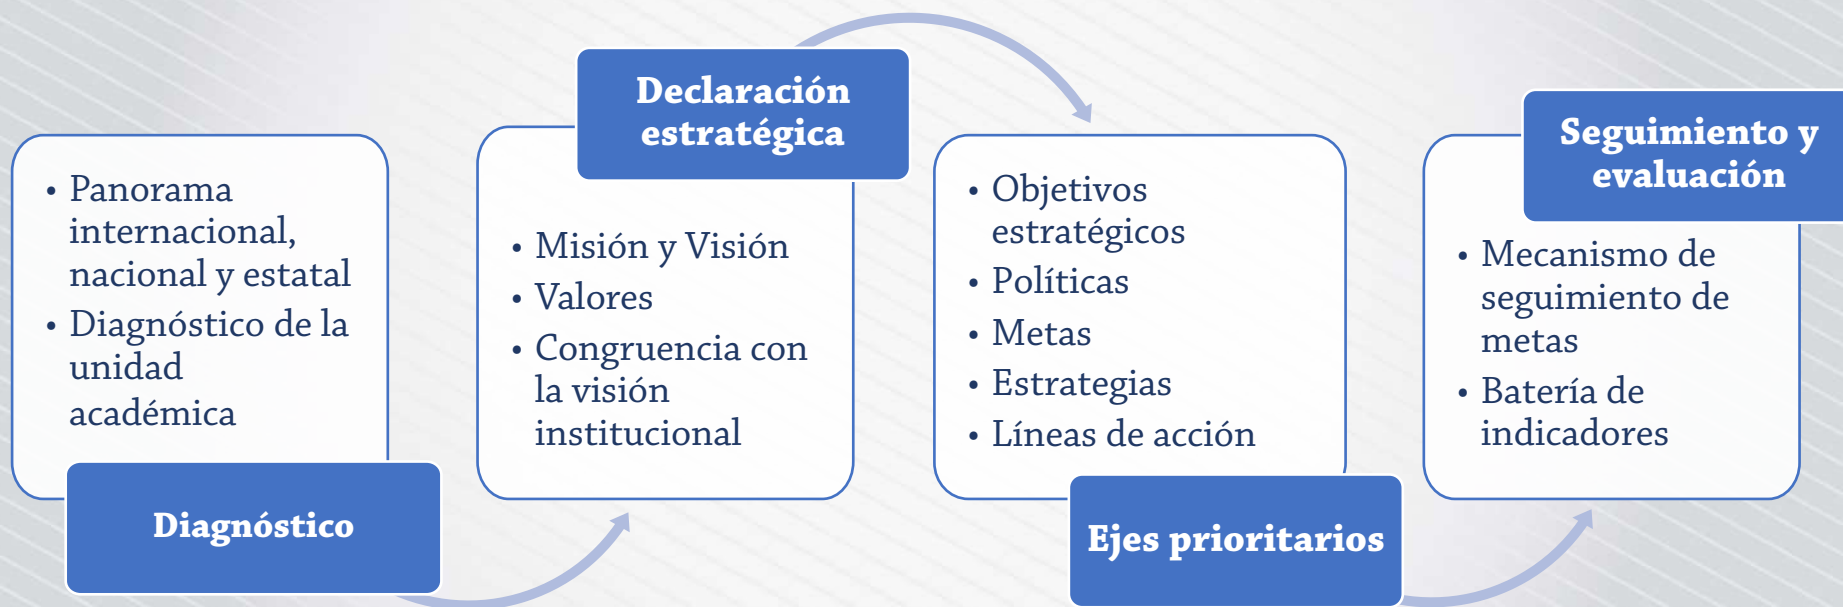 • Panorama
internacional,
nacional y estatal
• Diagnóstico de la
unidad
académica
Diagnóstico
Declaración
estratégica
• Misión y Visión
• Valores
• Congruencia con
la visión
institucional
• Objetivos
estratégicos
• Políticas
• Metas
• Estrategias
• Líneas de acción
Ejes prioritarios
Seguimiento y
evaluación
• Mecanismo de
seguimiento de
metas
• Batería de
indicadores